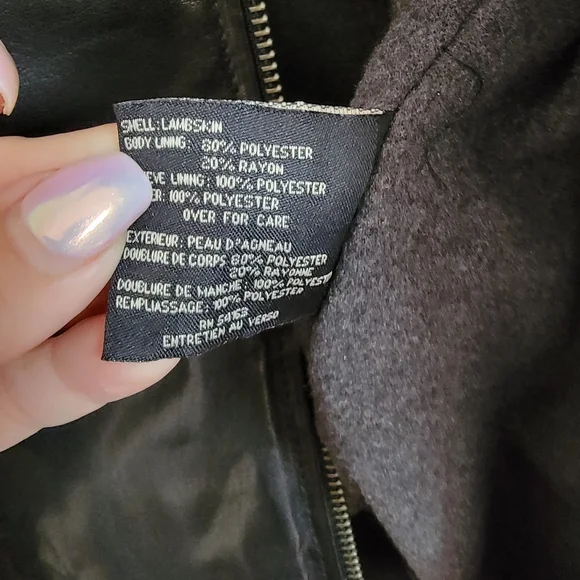 SHELL: LAMBSKIN
BODY LINING: 80% POLYESTER
20% RAYON
EVE LINING: 100% POLYESTER
ER: 100% POLYESTER
OVER FOR CARE
EXTERIEUR: PEAU D'AGNEAU
DOUBLURE DE CORPS 80% POLYESTER
20% RAYONNE
DOUBLURE DE MANCHE 100% POLYESTER
REMPLIASSAGE: 100% POLYESTER
RN 54163
ENTRETIEN AU VERSO